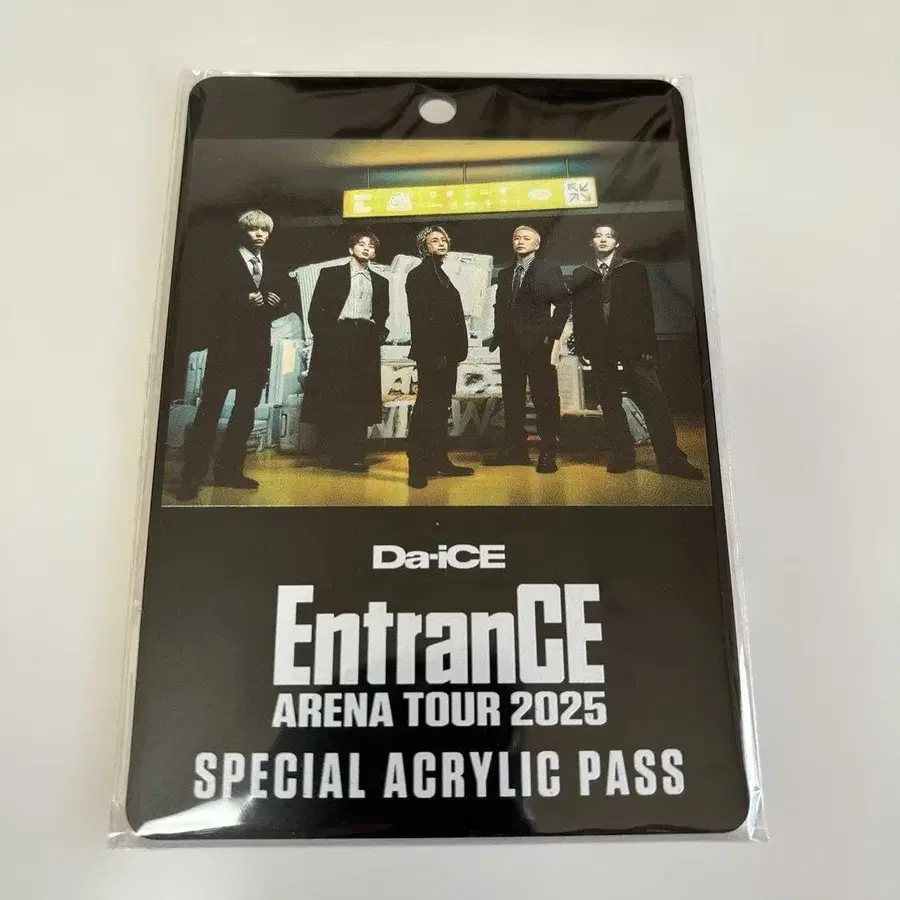 Da-iCE
EntranCE
ARENA TOUR 2025
SPECIAL ACRYLIC PASS